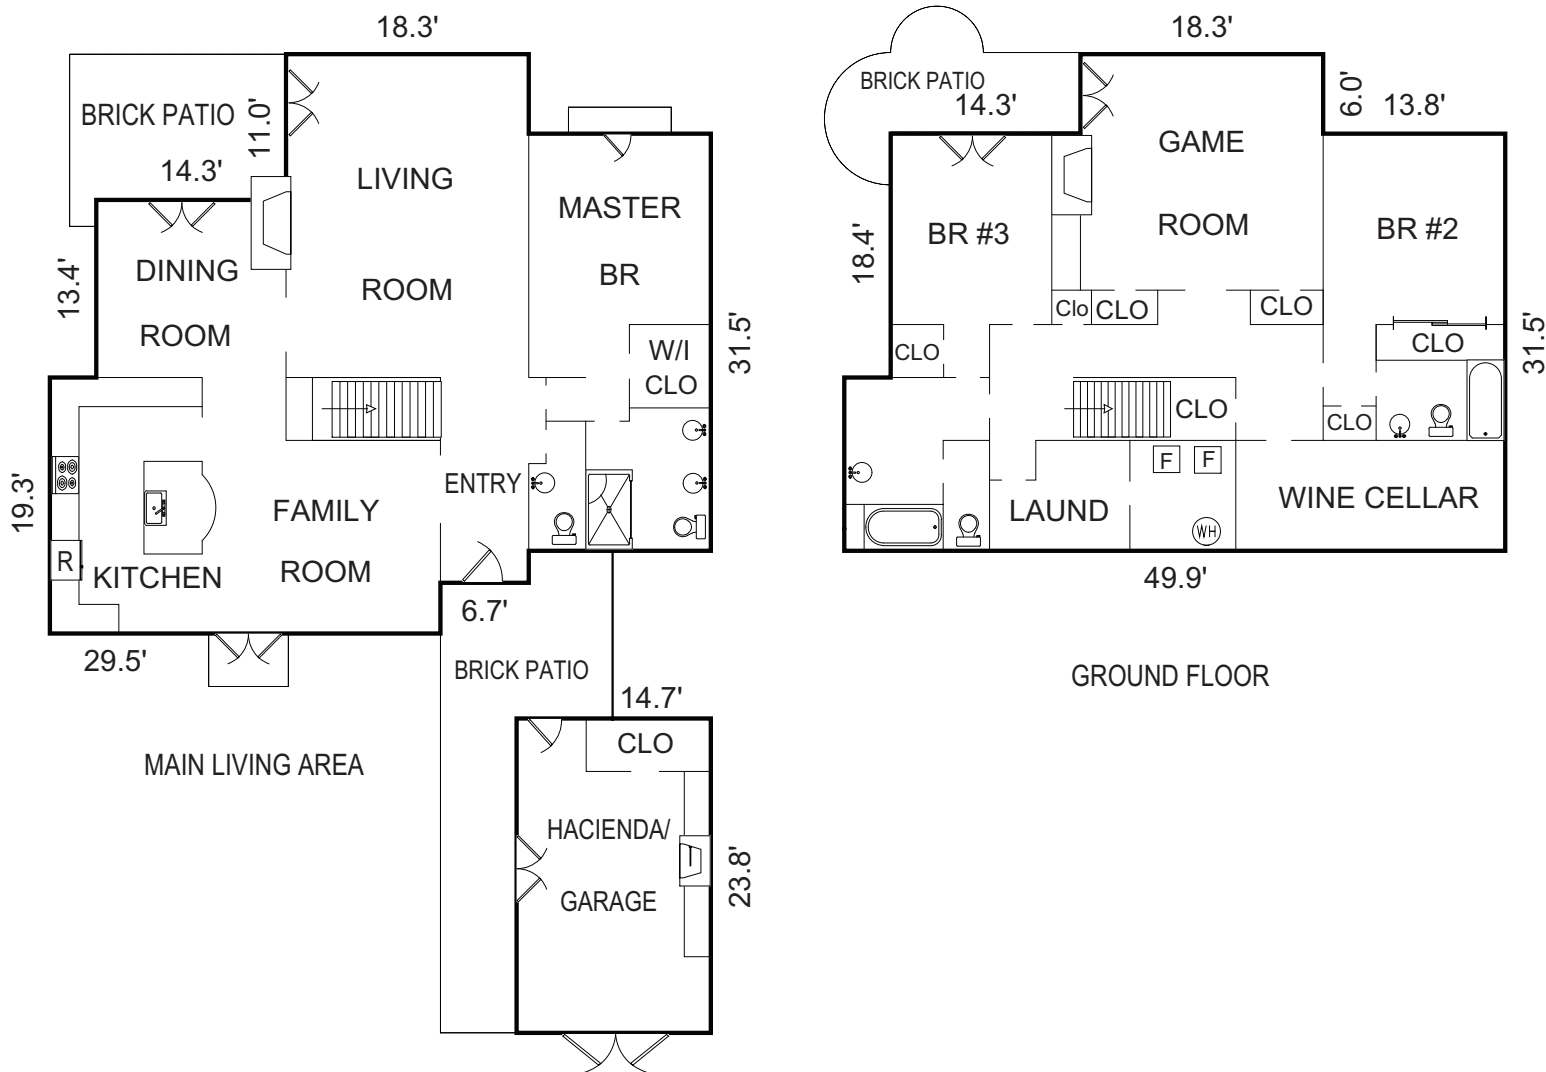 18.3'
BRICK PATIO
11.0'
14.3'
LIVING
ROOM
MASTER
BR
DINING
ROOM
13.4'
W/I
CLO
31.5'
19.3'
ENTRY
FAMILY
ROOM
R
KITCHEN
6.7'
29.5'
BRICK PATIO
14.7'
MAIN LIVING AREA
CLO
HACIENDA/
GARAGE
23.8'
18.3'
BRICK PATIO
14.3'
6.0'
13.8'
GAME
ROOM
BR #3
BR #2
18.4'
Clo
CLO
CLO
CLO
CLO
31.5'
CLO
CLO
F
F
LAUND
WINE CELLAR
WH
49.9'
GROUND FLOOR